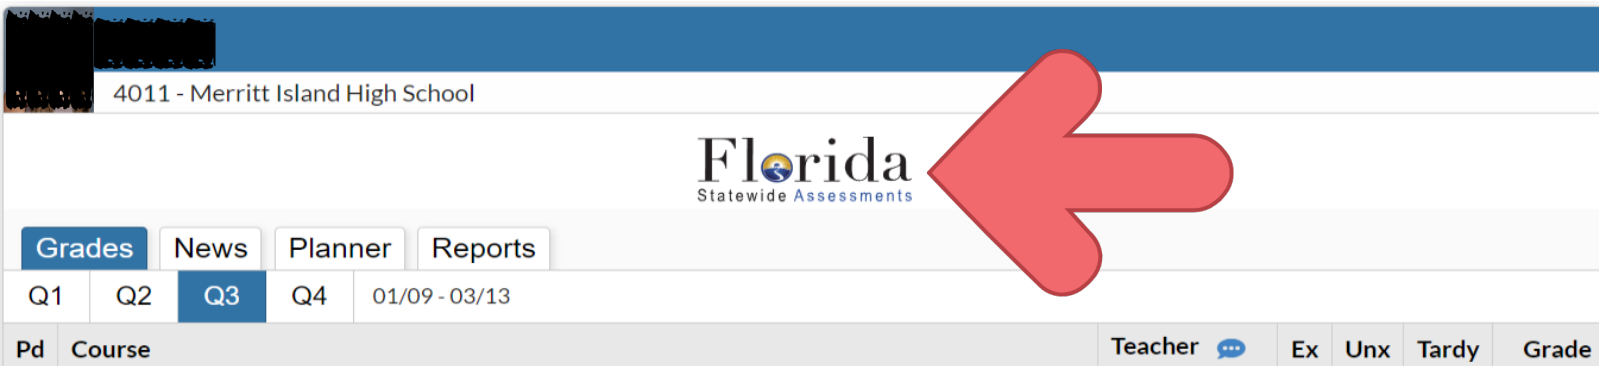 4011 - Merritt Island High School
Florida
Statewide Assessments
Grades News Planner Reports
Q1 Q2 Q3 Q4 01/09 - 03/13
Pd Course Teacher Ex Unx Tardy Grade